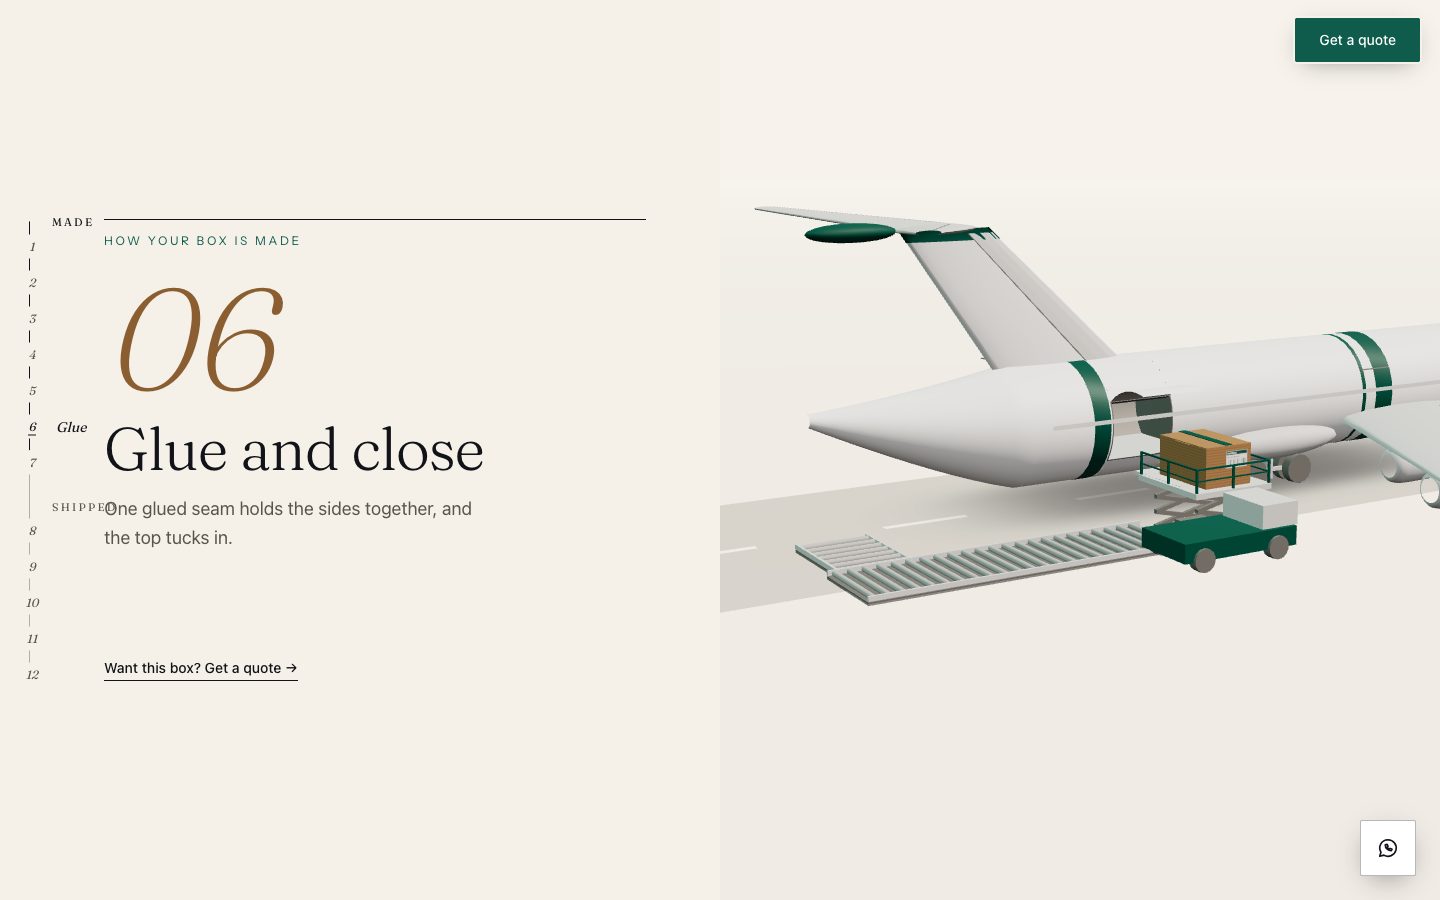 Get a quote
MADE
HOW YOUR BOX IS MADE
1
2
3
4
5
6 Glue
7
SHIPPED
8
9
10
11
12
06
Glue and close
One glued seam holds the sides together, and
the top tucks in.
Want this box? Get a quote →